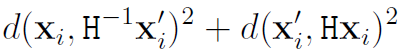 d(𝐱ᵢ, 𝙷⁻¹𝐱′ᵢ)² + d(𝐱′ᵢ, 𝙷𝐱ᵢ)²